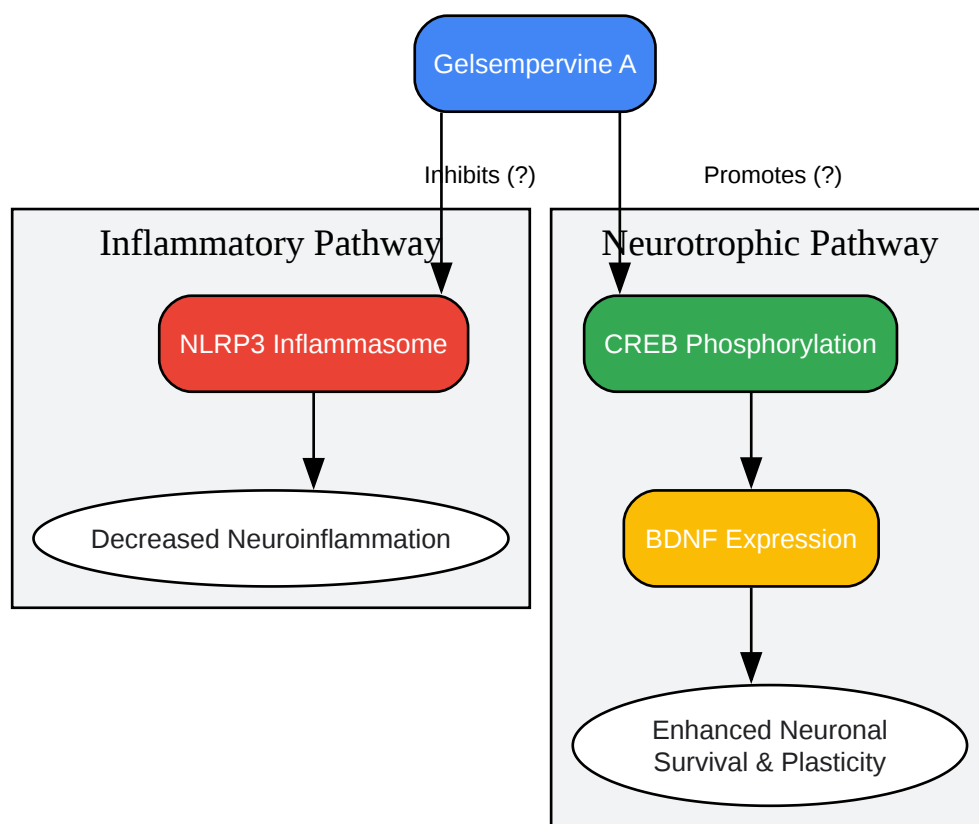 Gelsempervine A
Inhibits (?)
Promotes (?)
Inflammatory Pathway
NLRP3 Inflammasome
Decreased Neuroinflammation
Neurotrophic Pathway
CREB Phosphorylation
BDNF Expression
Enhanced Neuronal
Survival & Plasticity